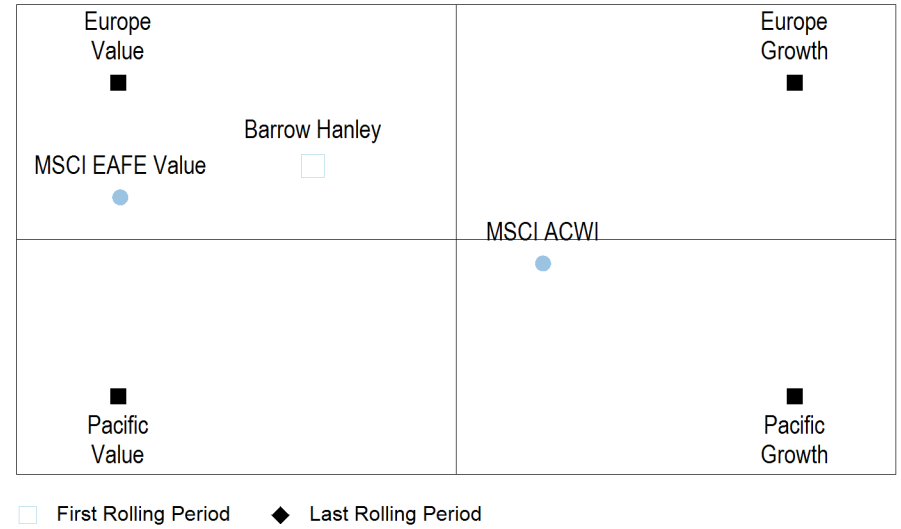 Europe
Value
Europe
Growth
Barrow Hanley
MSCI EAFE Value
MSCI ACWI
Pacific
Value
Pacific
Growth
First Rolling Period
Last Rolling Period